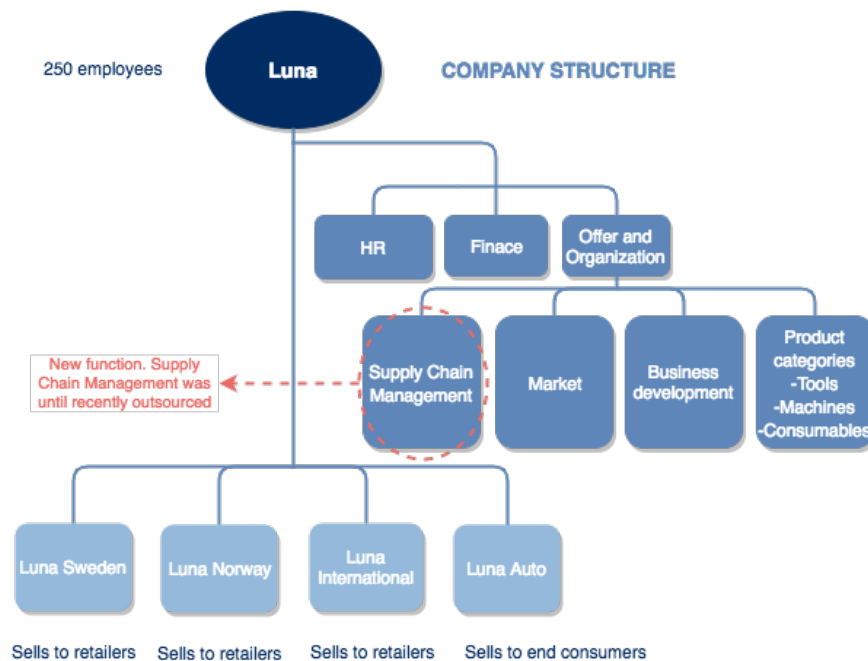 250 employees
Luna
COMPANY STRUCTURE
HR
Finace
Offer and
Organization
New function. Supply
Chain Management was
until recently outsourced
Supply Chain
Management
Market
Business
development
Product
categories
-Tools
-Machines
-Consumables
Luna Sweden
Luna Norway
Luna
International
Luna Auto
Sells to retailers
Sells to retailers
Sells to retailers
Sells to end consumers